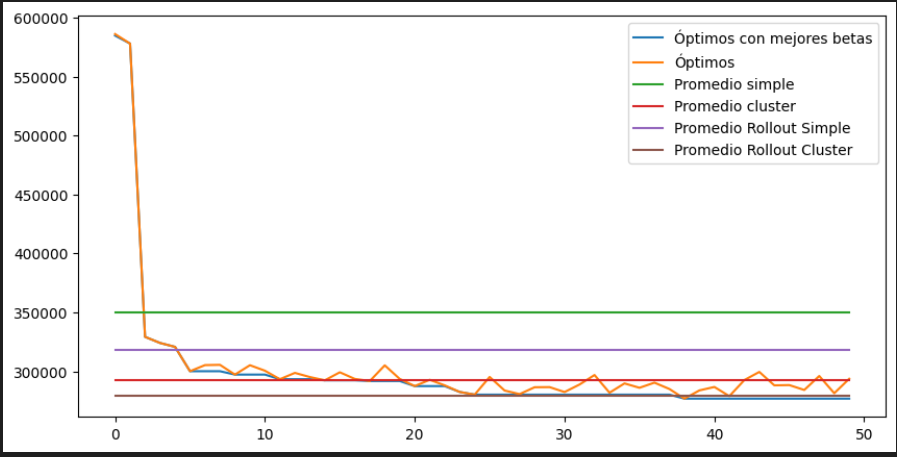 600000
550000
500000
450000
400000
350000
300000
0
10
20
30
40
50
Óptimos con mejores betas
Óptimos
Promedio simple
Promedio cluster
Promedio Rollout Simple
Promedio Rollout Cluster